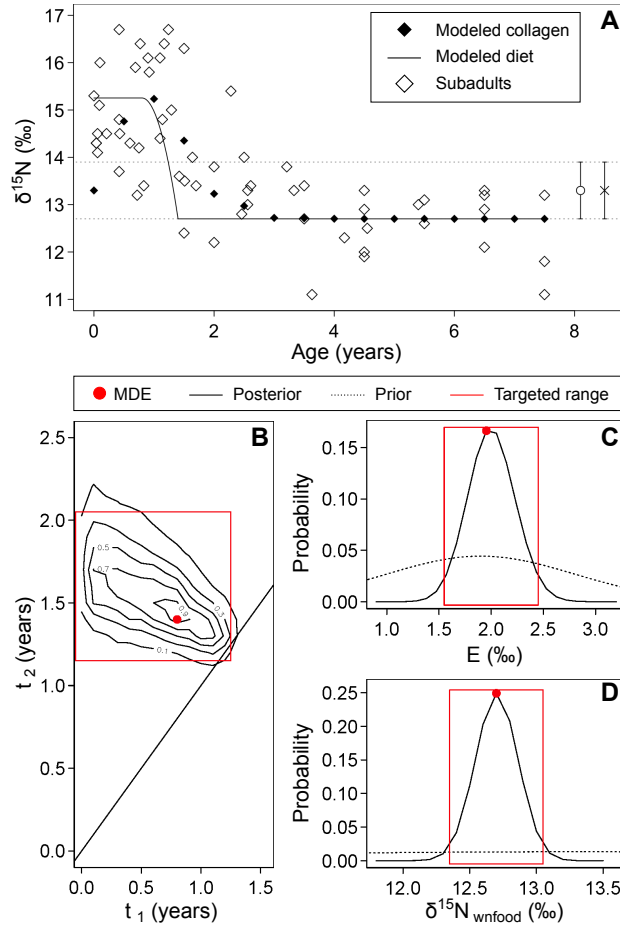 A
Modeled collagen
Modeled diet
Subadults
δ¹⁵N (‰)
17
16
15
14
13
12
11
0 2 4 6 8
Age (years)
MDE Posterior Prior Targeted range
B
t ₂ (years)
2.5
2.0
1.5
1.0
0.5
0.0
0.5
0.7
0.9
0.3
0.1
0.0 0.5 1.0 1.5
t ₁ (years)
C
Probability
0.15
0.10
0.05
0.00
1.0 1.5 2.0 2.5 3.0
E (‰)
D
Probability
0.25
0.20
0.15
0.10
0.05
0.00
12.0 12.5 13.0 13.5
δ¹⁵N wnfood (‰)